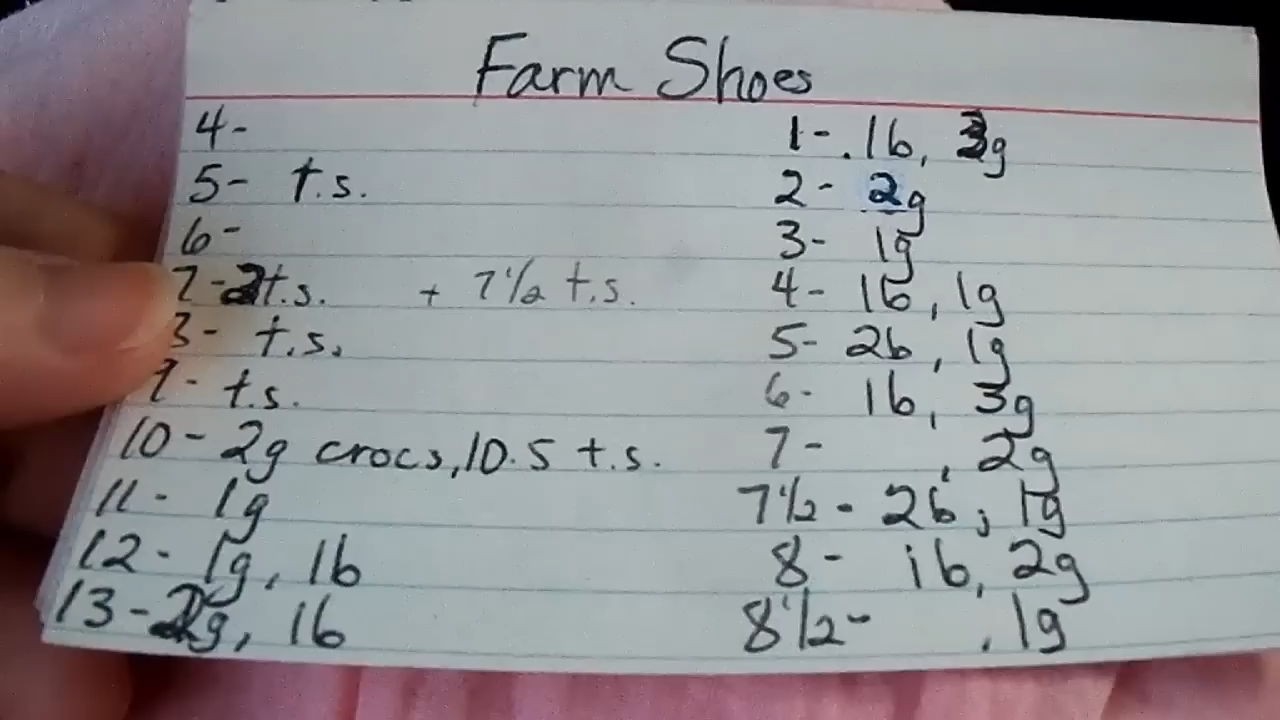 Farm Shoes
4-
5- t.s.
6-
7-2t.s. + 7½ t.s.
8- t.s.
9- t.s.
10- 2g crocs, 10.5 t.s.
11- 1g
12- 1g, 1b
13-2g, 1b
1- 1b, 3g
2- 2g
3- 1g
4- 1b, 1g
5- 2b, 1g
6- 1b, 3g
7- , 2g
7½- 2b, 1g
8- 1b, 2g
8½- , 1g